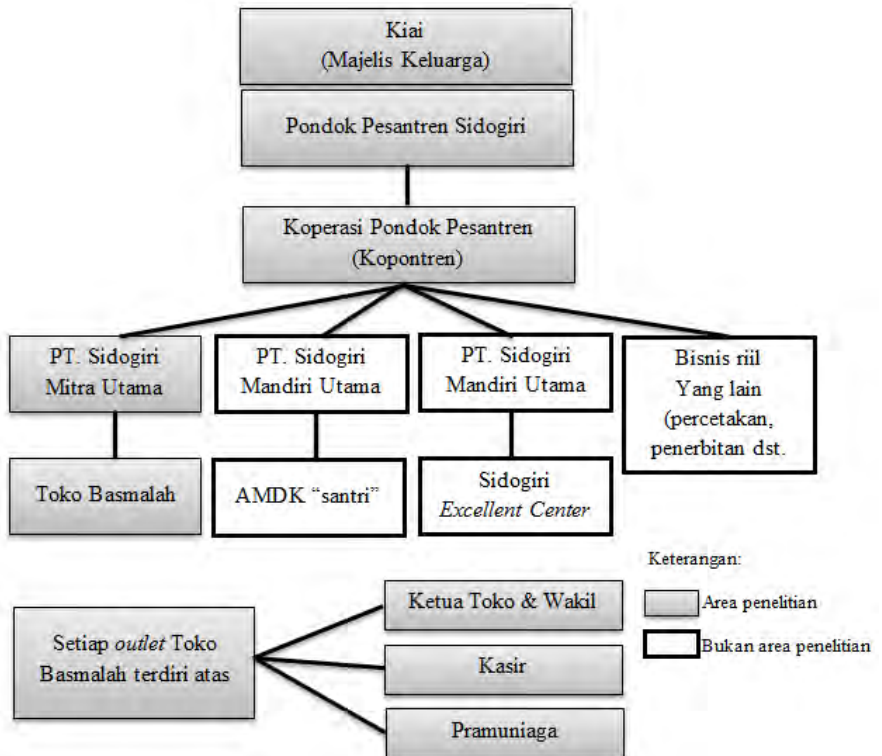 Kiai
(Majelis Keluarga)
Pondok Pesantren Sidogiri
Koperasi Pondok Pesantren
(Kopontren)
PT. Sidogiri
Mitra Utama
PT. Sidogiri
Mandiri Utama
PT. Sidogiri
Mandiri Utama
Bisnis riil
Yang lain
(percetakan,
penerbitan dst.
Toko Basmalah
AMDK “santri”
Sidogiri
Excellent Center
Keterangan:
Area penelitian
Bukan area penelitian
Setiap outlet Toko
Basmalah terdiri atas
Ketua Toko & Wakil
Kasir
Pramuniaga